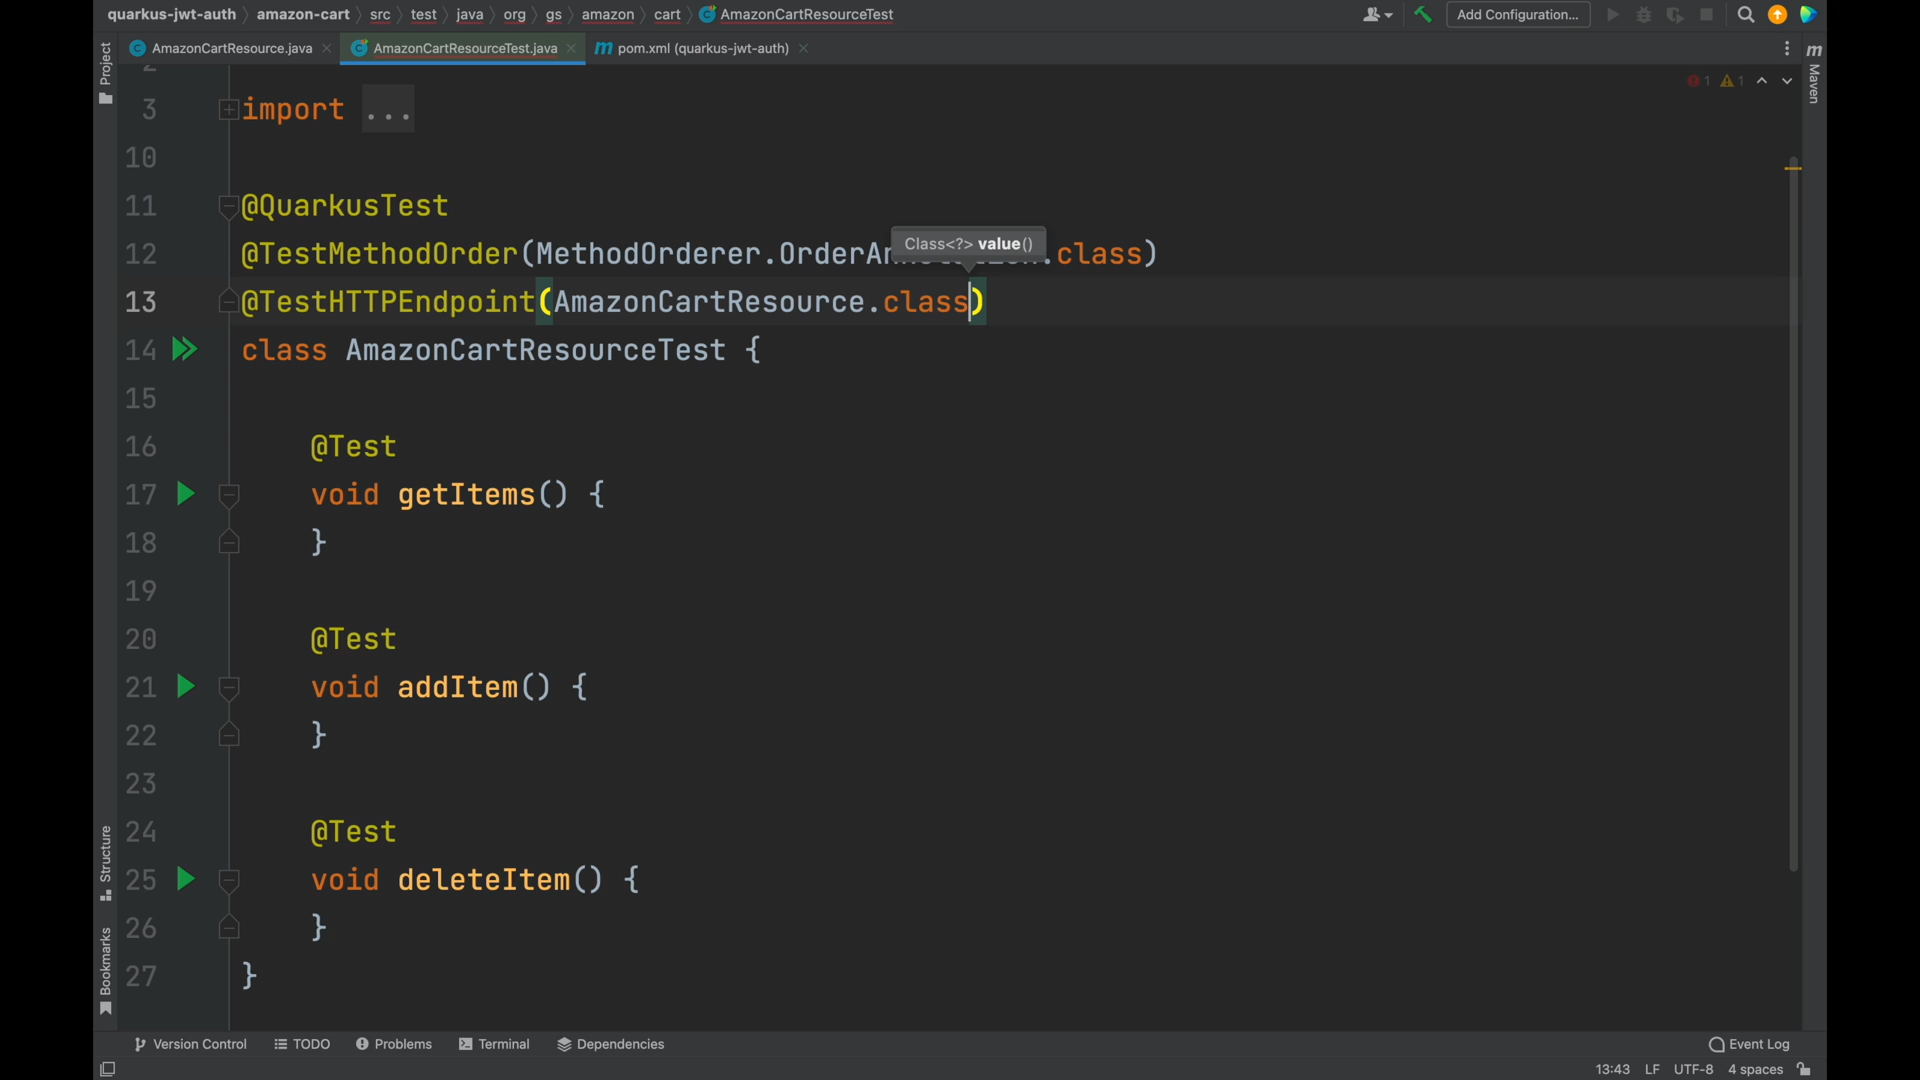 quarkus-jwt-auth amazon-cart src test java org gs amazon cart AmazonCartResourceTest Add Configuration...
AmazonCartResource.java AmazonCartResourceTest.java m pom.xml (quarkus-jwt-auth) m
Project
Maven
1 1
3 import ...
10
11 @QuarkusTest
Class<?> value()
12 @TestMethodOrder(MethodOrderer.OrderAn .class)
13 @TestHTTPEndpoint(AmazonCartResource.class)
14 class AmazonCartResourceTest {
15
16 @Test
17 void getItems() {
18 }
19
20 @Test
21 void addItem() {
22 }
23
24 @Test
25 void deleteItem() {
26 }
27 }
Structure
Bookmarks
Version Control TODO Problems Terminal Dependencies Event Log
13:43 LF UTF-8 4 spaces